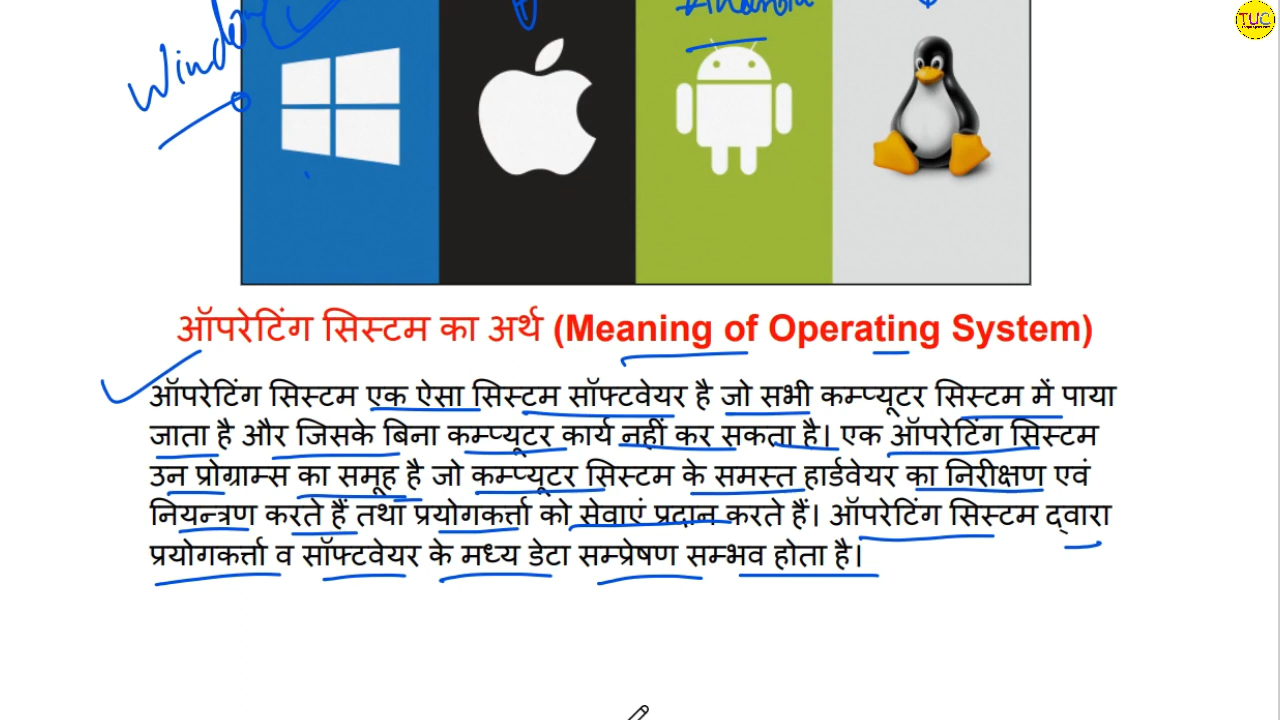 Android
TUC
Window
ऑपरेटिंग सिस्टम का अर्थ (Meaning of Operating System)
ऑपरेटिंग सिस्टम एक ऐसा सिस्टम सॉफ्टवेयर है जो सभी कम्प्यूटर सिस्टम में पाया
जाता है और जिसके बिना कम्प्यूटर कार्य नहीं कर सकता है। एक ऑपरेटिंग सिस्टम
उन प्रोग्राम्स का समूह है जो कम्प्यूटर सिस्टम के समस्त हार्डवेयर का निरीक्षण एवं
नियन्त्रण करते हैं तथा प्रयोगकर्त्ता को सेवाएं प्रदान करते हैं। ऑपरेटिंग सिस्टम द्वारा
प्रयोगकर्त्ता व सॉफ्टवेयर के मध्य डेटा सम्प्रेषण सम्भव होता है।